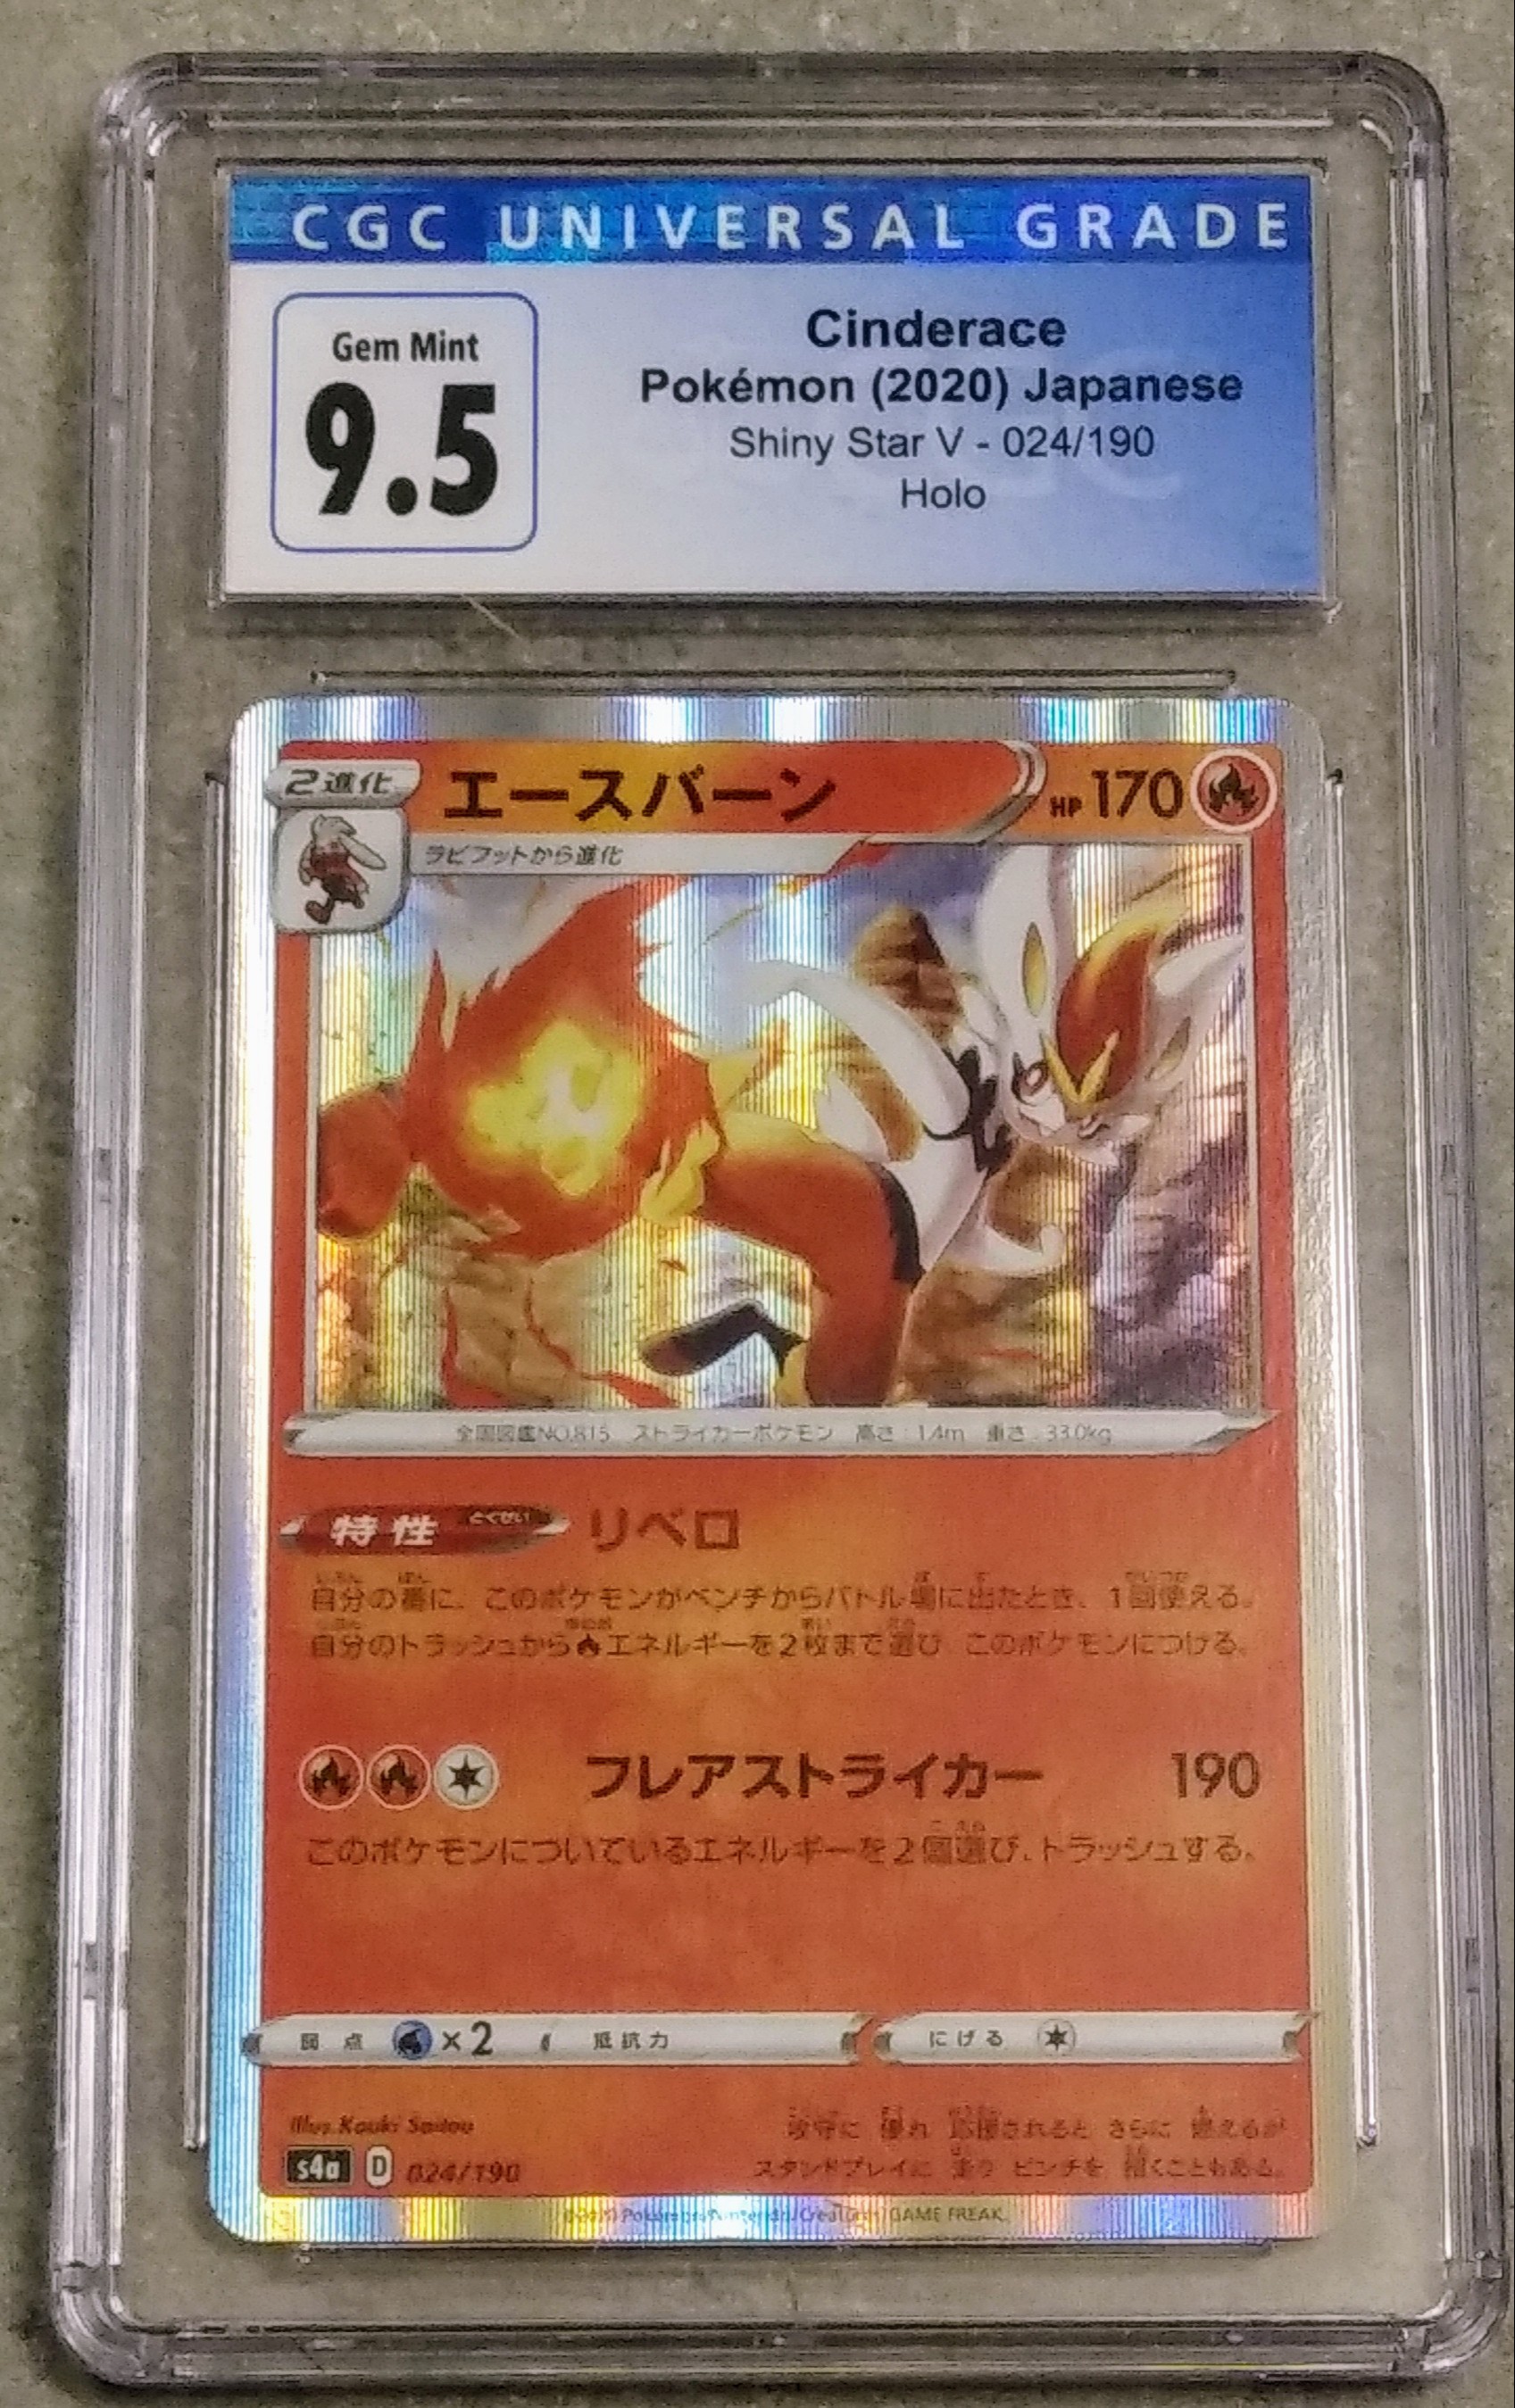 CGC UNIVERSAL GRADE
Gem Mint
9.5
Cinderace
Pokémon (2020) Japanese
Shiny Star V - 024/190
Holo
2進化
エースバーン
HP 170
ラビフットから進化
全国図鑑NO.815 ストライカーポケモン 高さ:1.4m 重さ:33.0kg
特性 とくせい リベロ
自分の番に、このポケモンがベンチからバトル場に出たとき、1回使える。
自分のトラッシュから エネルギーを2枚まで選び、このポケモンにつける。
フレアストライカー 190
このポケモンについているエネルギーを2個選び、トラッシュする。
弱点 ×2 抵抗力 にげる
Illus. Kouki Saitou
攻守に 優れ 応援されると さらに 燃えるが
スタンドプレイに 走り ピンチを 招くこともある。
s4a D 024/190
Pokémon/Nintendo/Creatures/GAME FREAK.